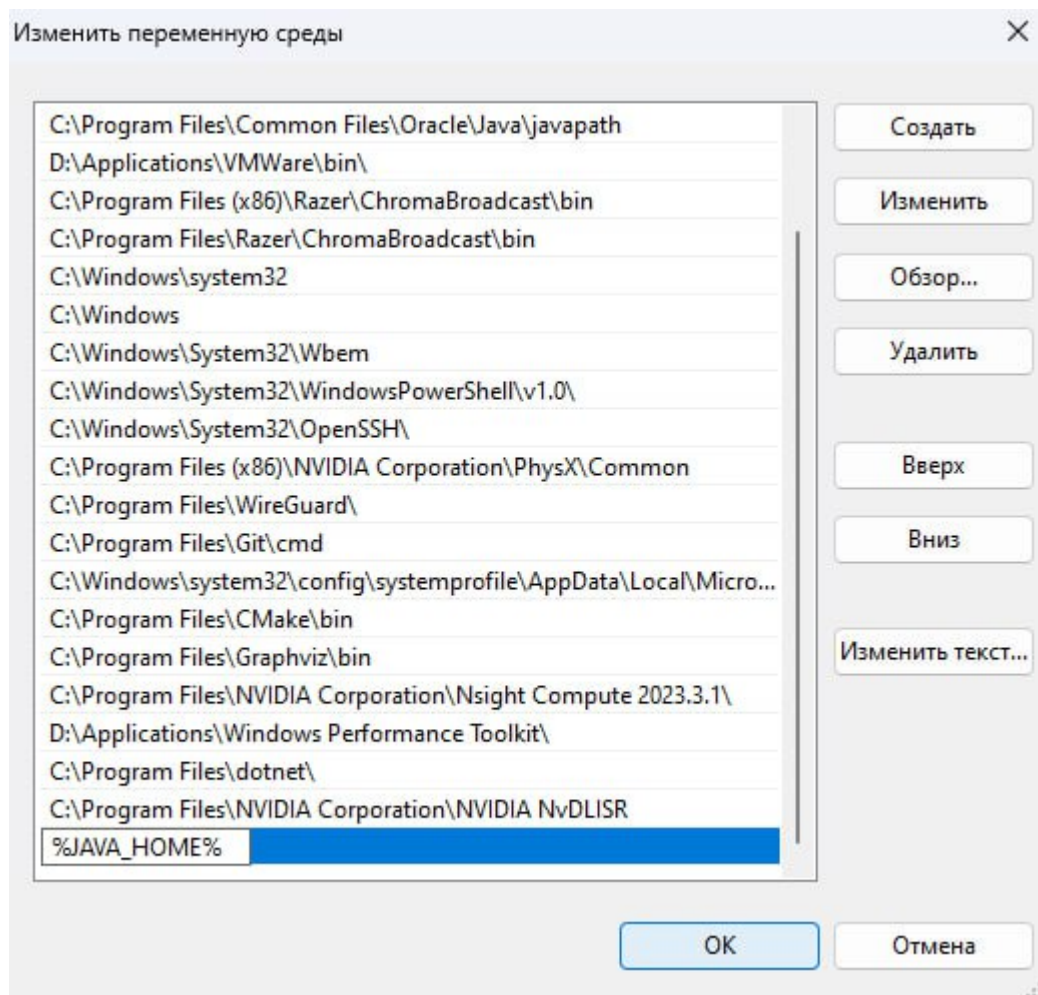 Изменить переменную среды
C:\Program Files\Common Files\Oracle\Java\javapath
D:\Applications\VMWare\bin\
C:\Program Files (x86)\Razer\ChromaBroadcast\bin
C:\Program Files\Razer\ChromaBroadcast\bin
C:\Windows\system32
C:\Windows
C:\Windows\System32\Wbem
C:\Windows\System32\WindowsPowerShell\v1.0\
C:\Windows\System32\OpenSSH\
C:\Program Files (x86)\NVIDIA Corporation\PhysX\Common
C:\Program Files\WireGuard\
C:\Program Files\Git\cmd
C:\Windows\system32\config\systemprofile\AppData\Local\Micro...
C:\Program Files\CMake\bin
C:\Program Files\Graphviz\bin
C:\Program Files\NVIDIA Corporation\Nsight Compute 2023.3.1\
D:\Applications\Windows Performance Toolkit\
C:\Program Files\dotnet\
C:\Program Files\NVIDIA Corporation\NVIDIA NvDLISR
%JAVA_HOME%
Создать
Изменить
Обзор...
Удалить
Вверх
Вниз
Изменить текст...
ОК
Отмена